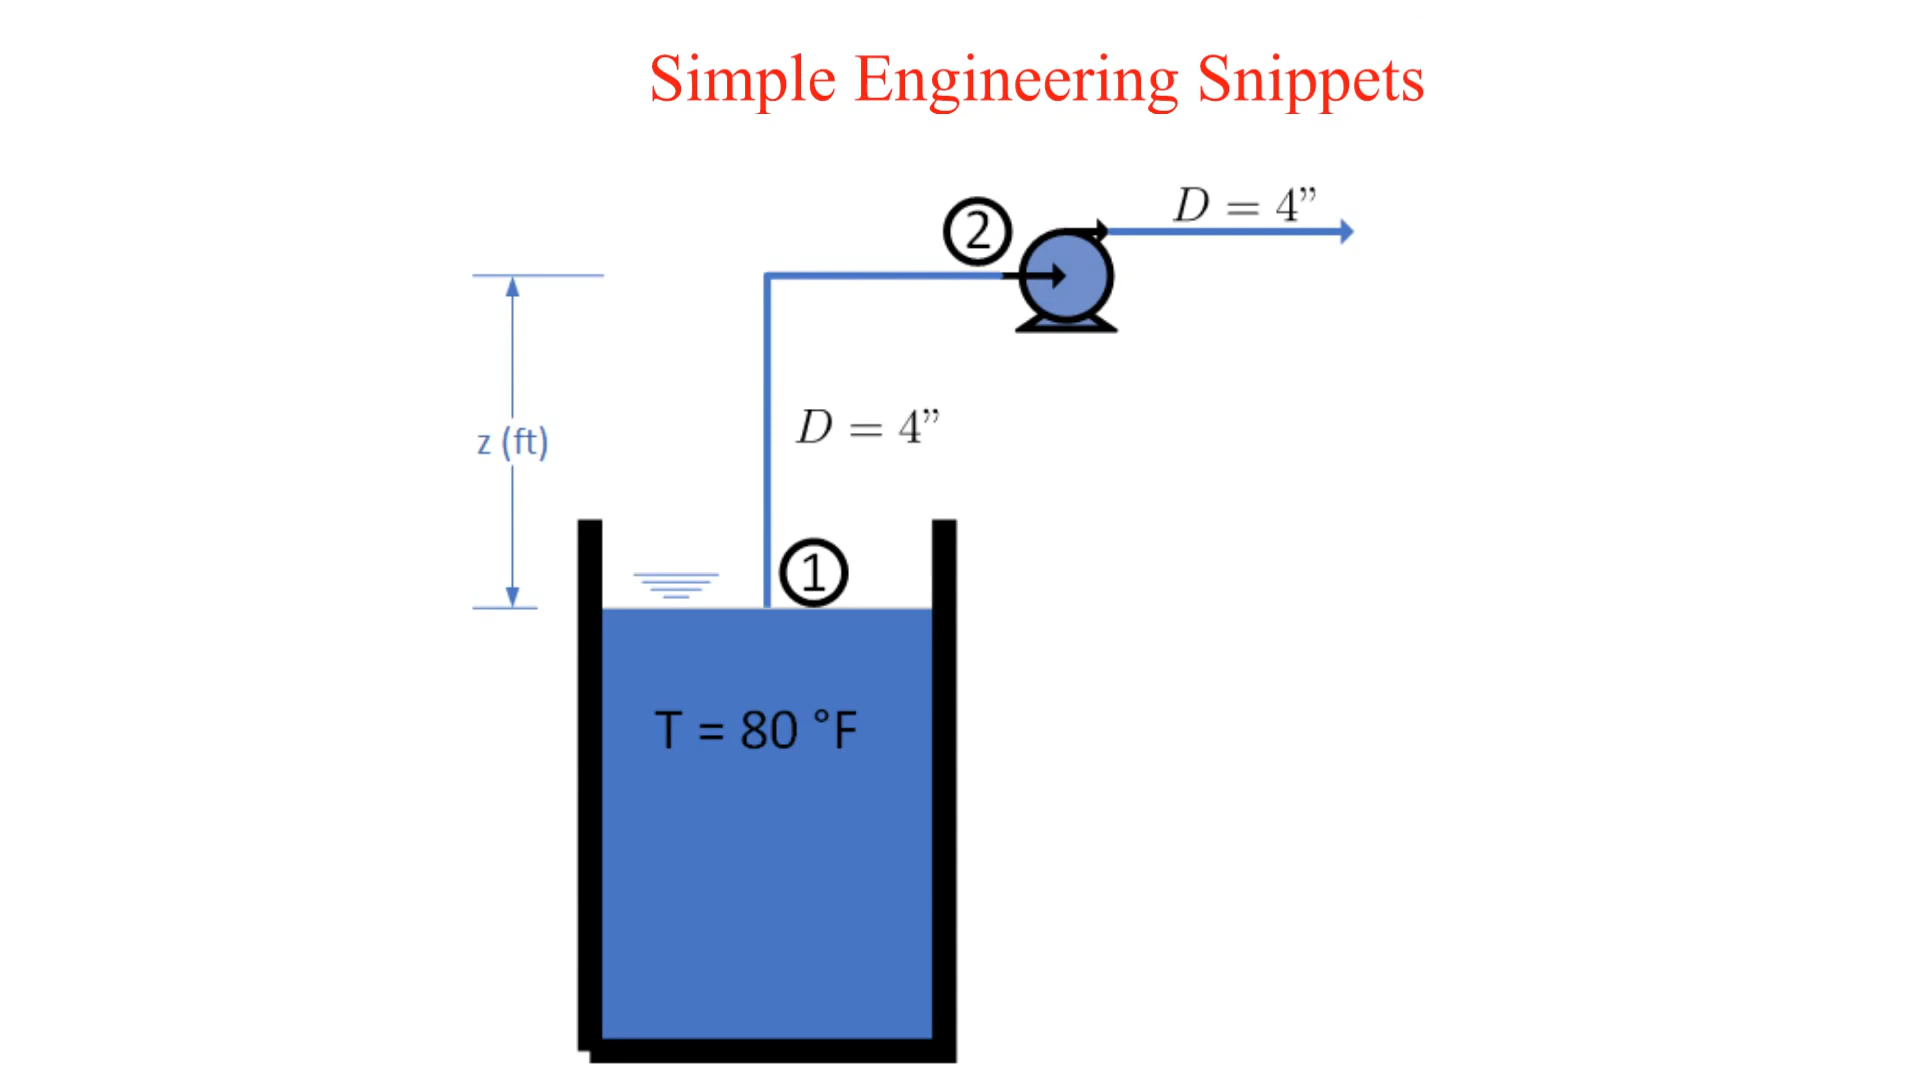 Simple Engineering Snippets
D = 4”
2
z (ft)
D = 4”
1
T = 80 °F